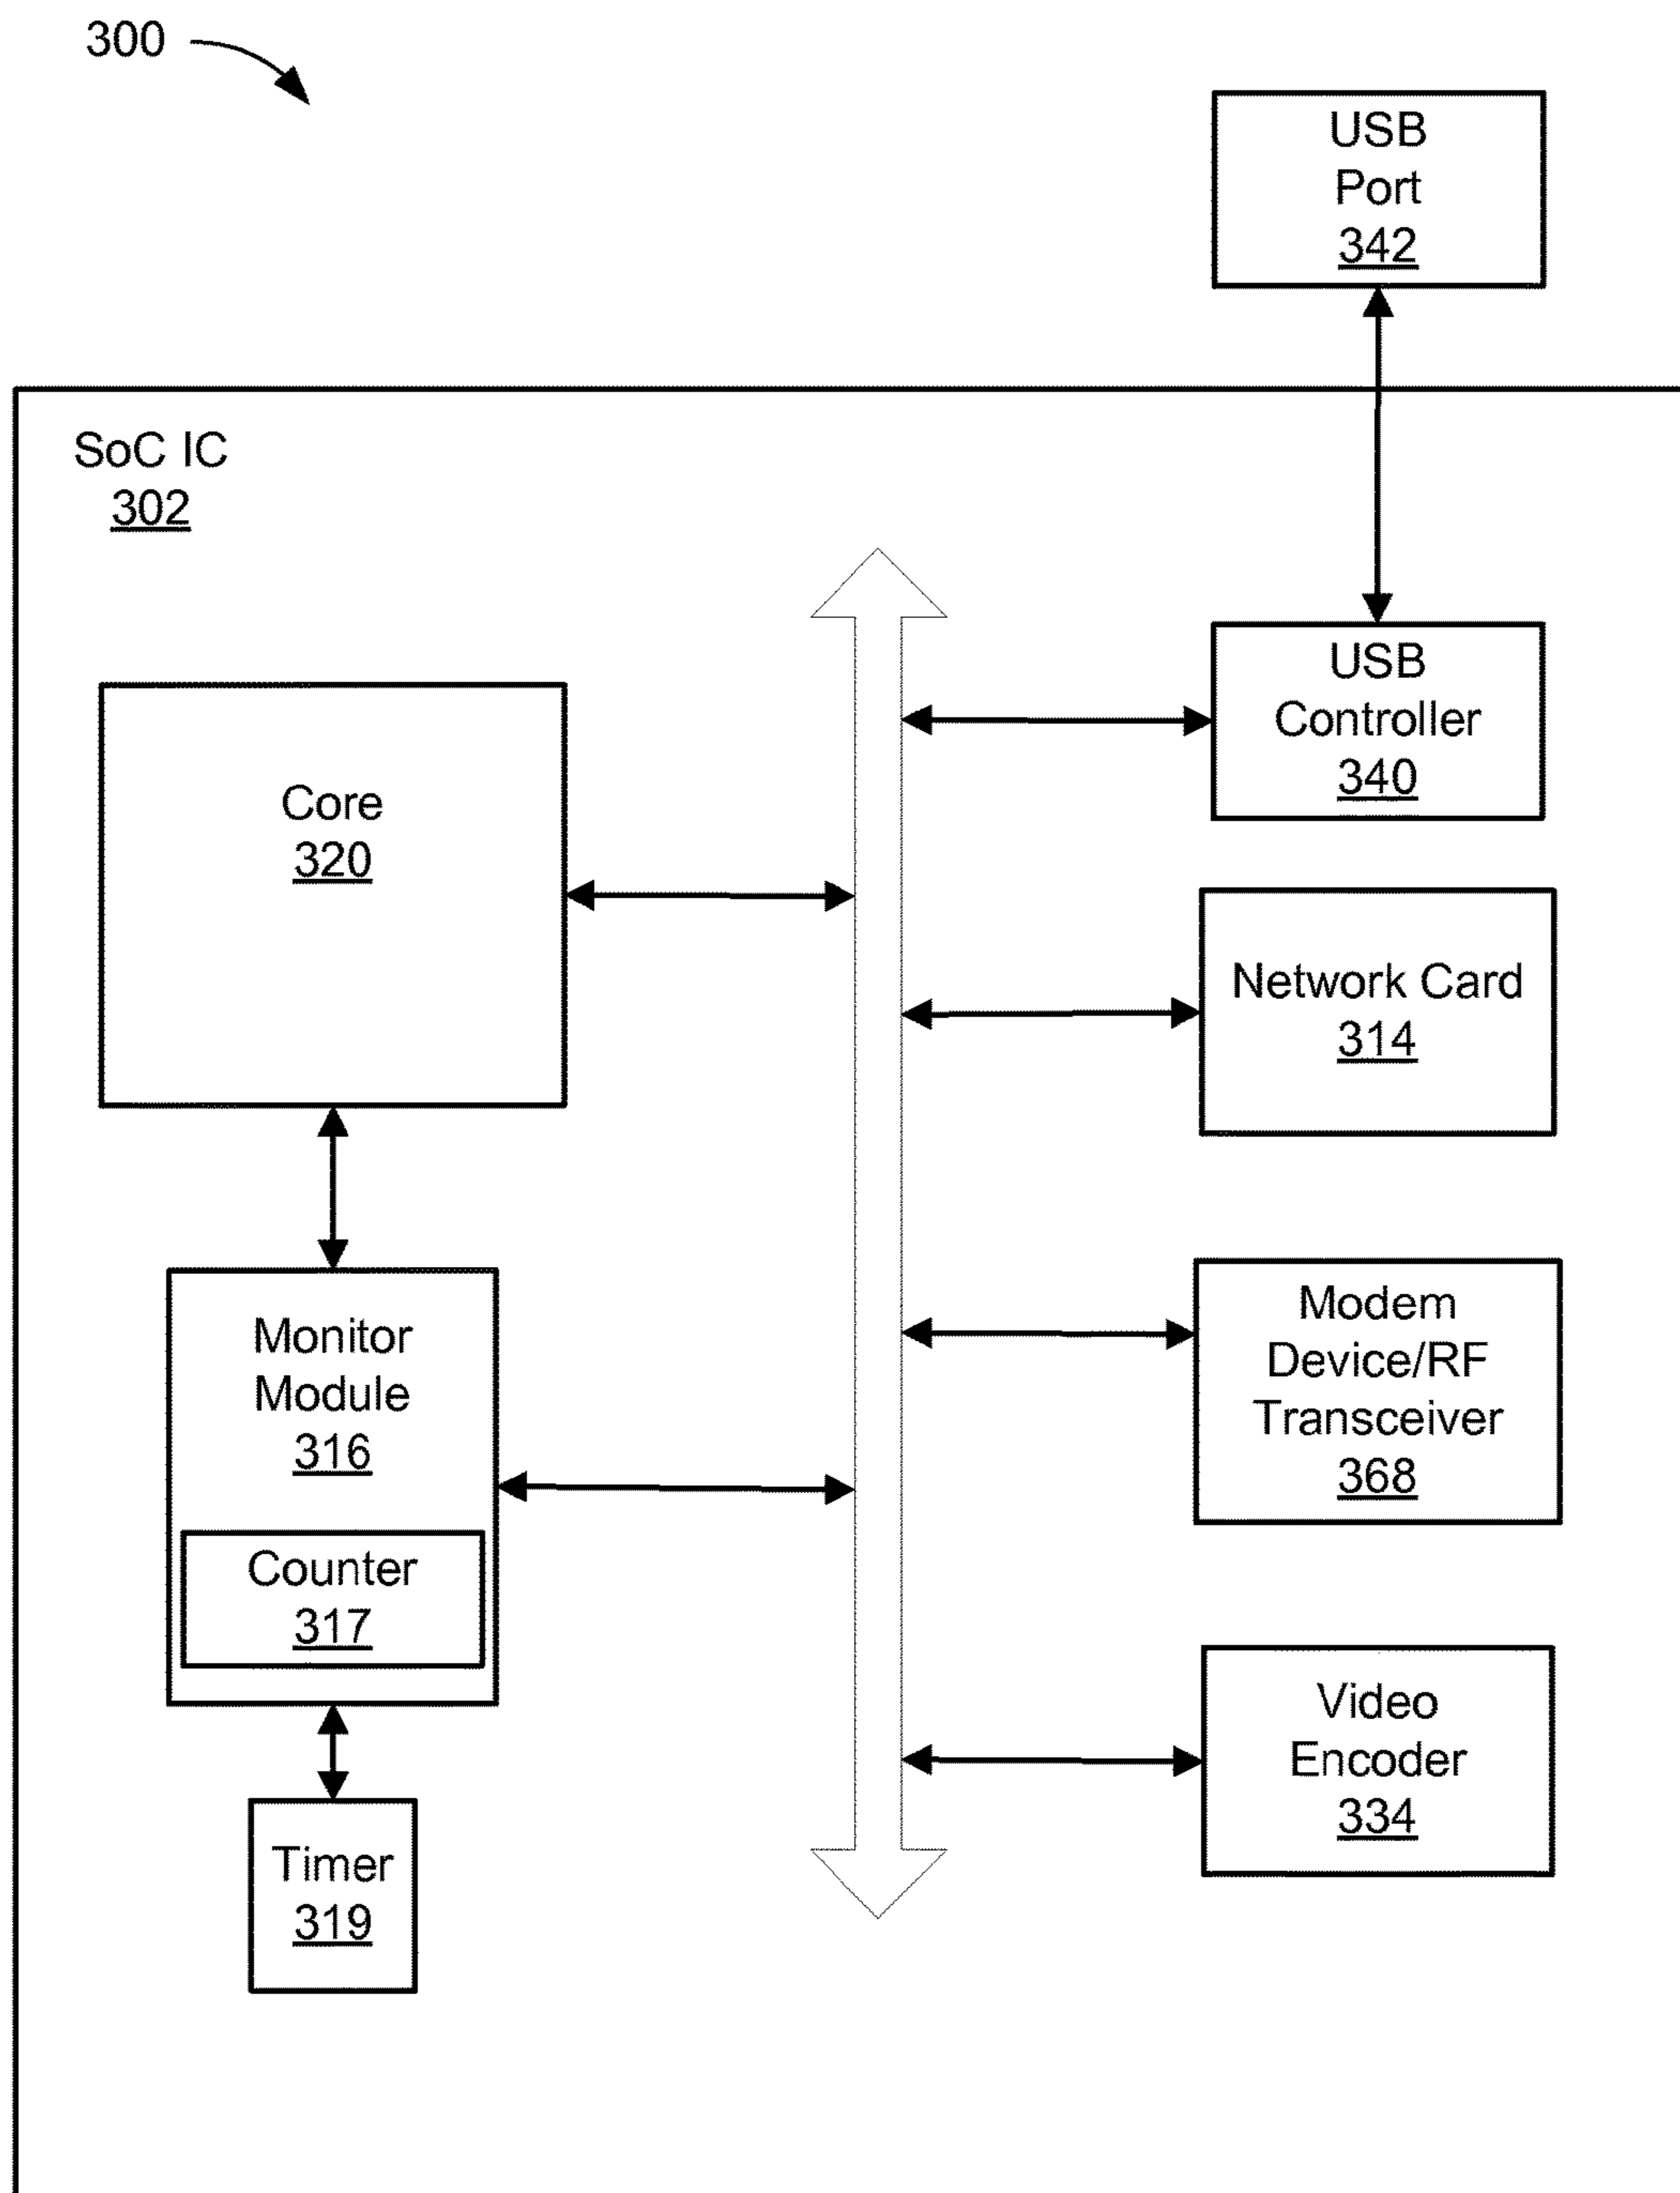 300
USB
Port
342
SoC IC
302
USB
Controller
340
Core
320
Network Card
314
Monitor
Module
316
Counter
317
Modem
Device/RF
Transceiver
368
Video
Encoder
334
Timer
319